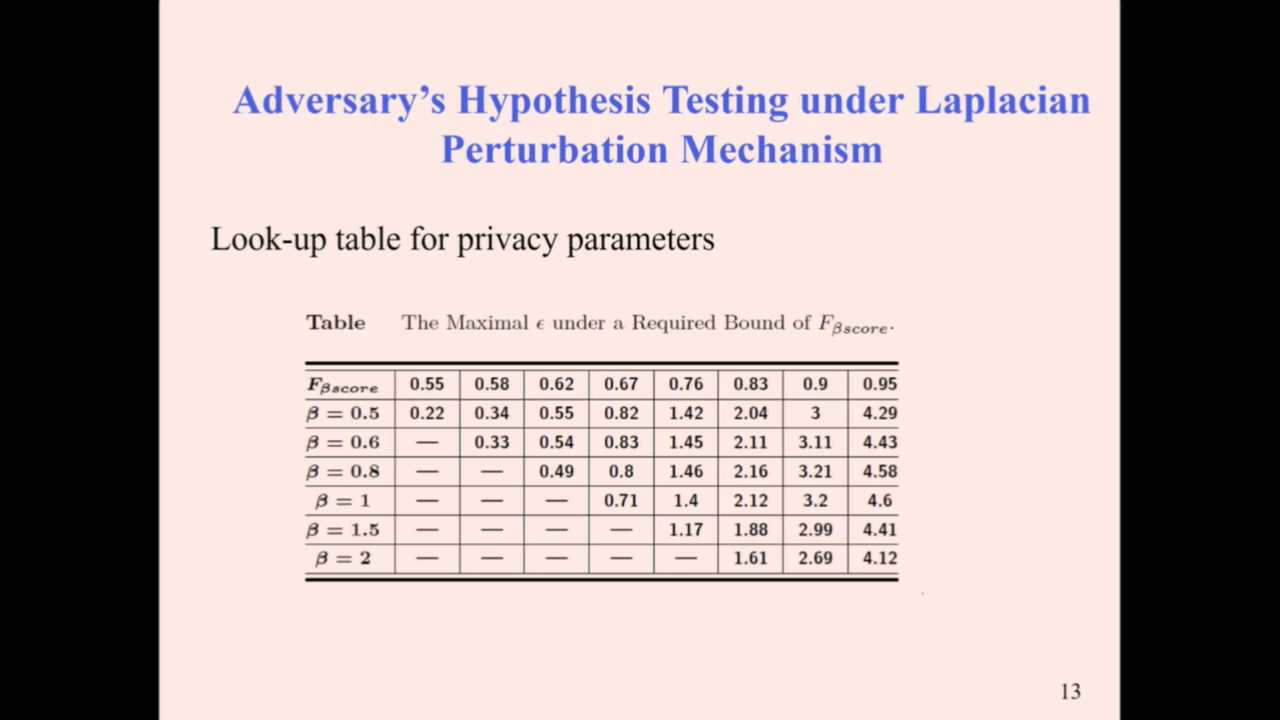 Adversary's Hypothesis Testing under Laplacian
Perturbation Mechanism
Look-up table for privacy parameters
Table The Maximal ϵ under a Required Bound of Fβscore.
Fβscore 0.55 0.58 0.62 0.67 0.76 0.83 0.9 0.95
β = 0.5 0.22 0.34 0.55 0.82 1.42 2.04 3 4.29
β = 0.6 — 0.33 0.54 0.83 1.45 2.11 3.11 4.43
β = 0.8 — — 0.49 0.8 1.46 2.16 3.21 4.58
β = 1 — — — 0.71 1.4 2.12 3.2 4.6
β = 1.5 — — — — 1.17 1.88 2.99 4.41
β = 2 — — — — — 1.61 2.69 4.12
13